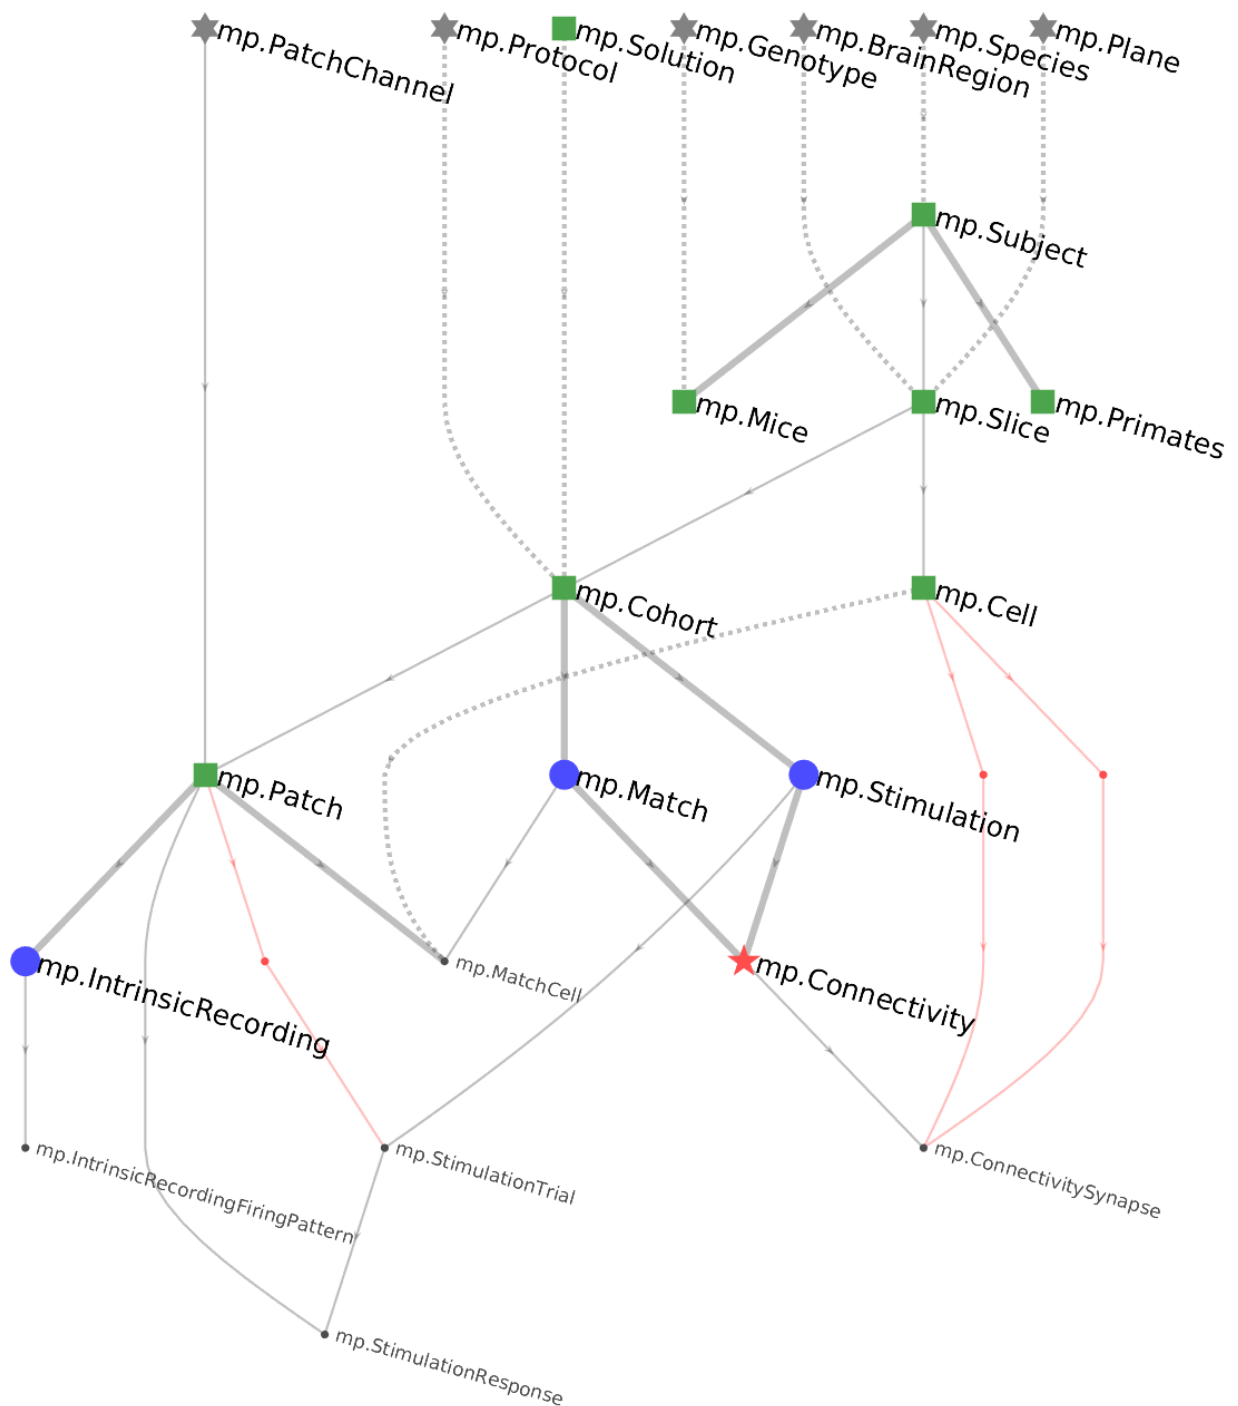 mp.PatchChannel
mp.Protocol
mp.Solution
mp.Genotype
mp.BrainRegion
mp.Species
mp.Plane
mp.Subject
mp.Mice
mp.Slice
mp.Primates
mp.Cohort
mp.Cell
mp.Patch
mp.Match
mp.Stimulation
mp.IntrinsicRecording
mp.MatchCell
mp.Connectivity
mp.IntrinsicRecordingFiringPattern
mp.StimulationTrial
mp.ConnectivitySynapse
mp.StimulationResponse